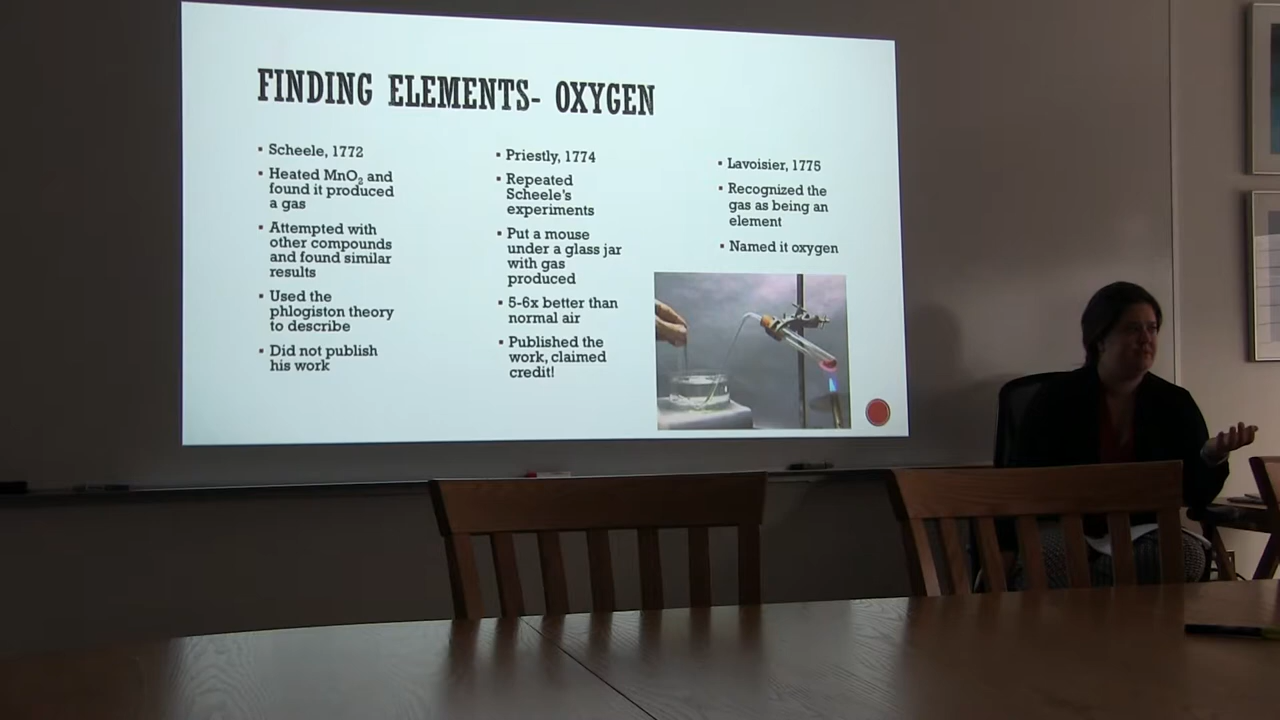 FINDING ELEMENTS- OXYGEN
▪ Scheele, 1772
▪ Heated MnO₂ and
found it produced
a gas
▪ Attempted with
other compounds
and found similar
results
▪ Used the
phlogiston theory
to describe
▪ Did not publish
his work
▪ Priestly, 1774
▪ Repeated
Scheele's
experiments
▪ Put a mouse
under a glass jar
with gas
produced
▪ 5-6x better than
normal air
▪ Published the
work, claimed
credit!
▪ Lavoisier, 1775
▪ Recognized the
gas as being an
element
▪ Named it oxygen